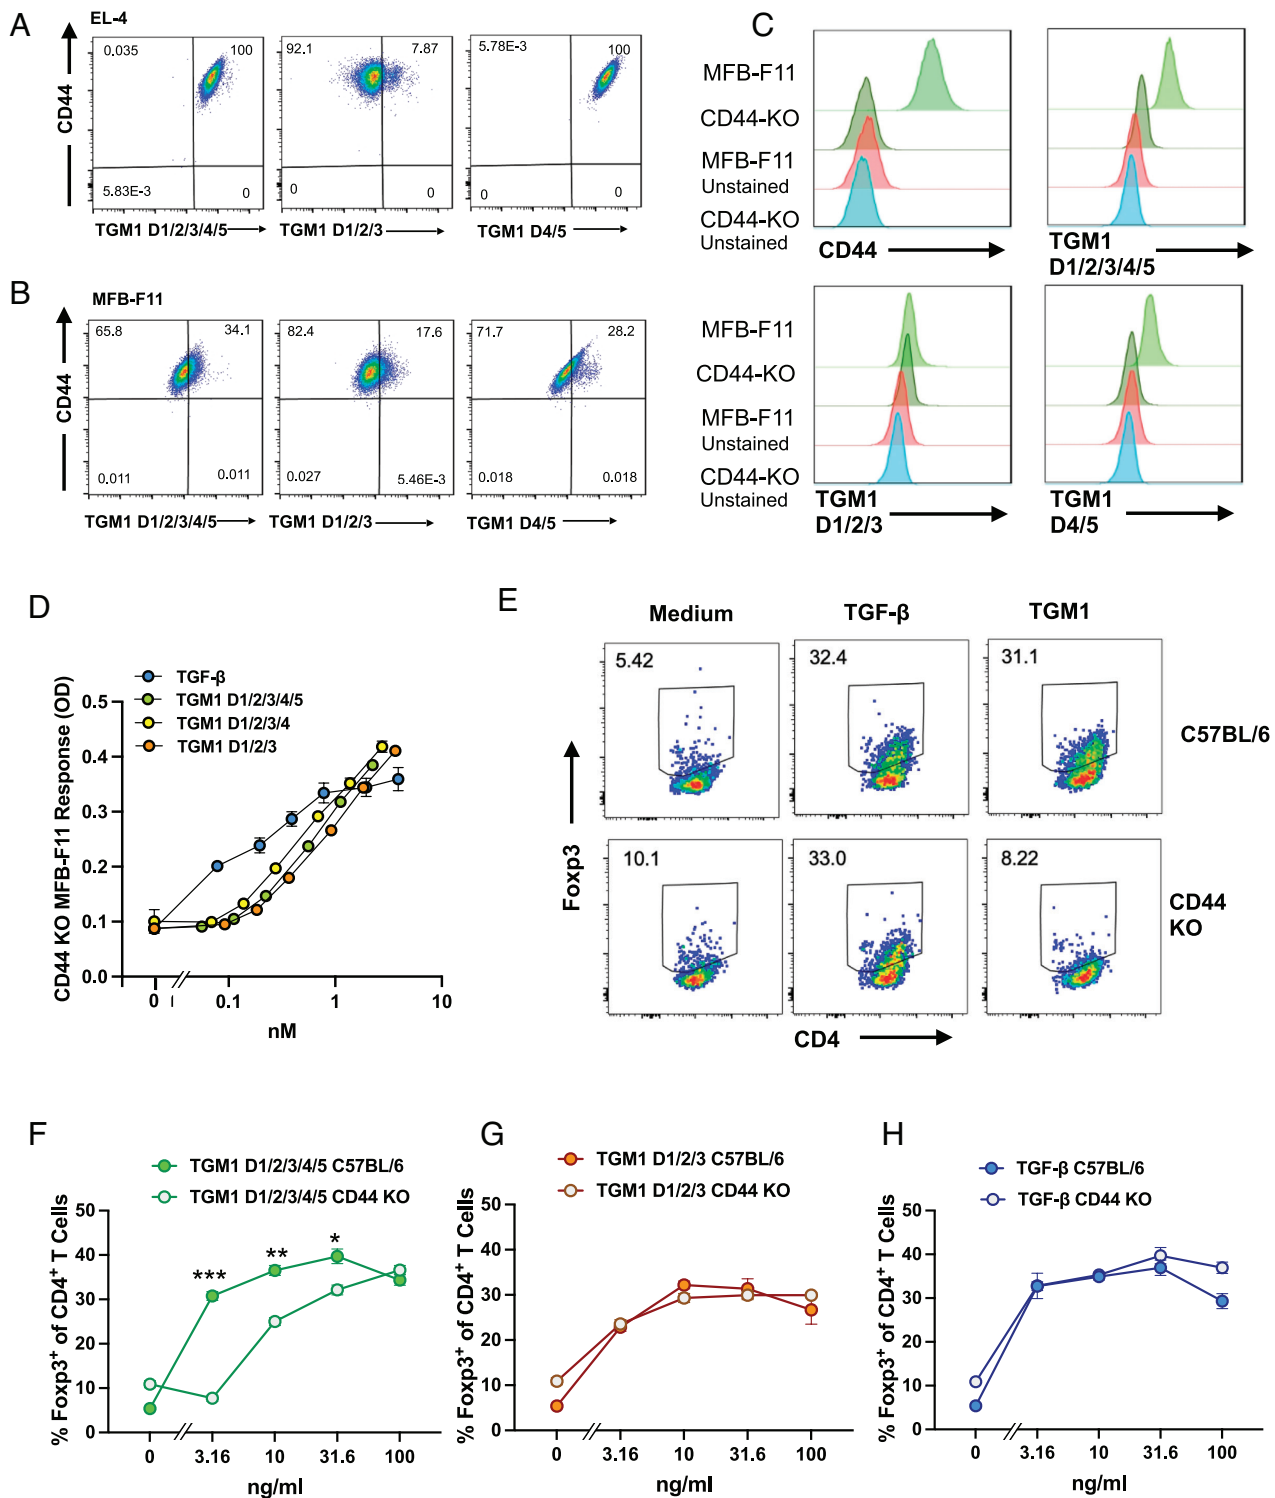 A
EL-4
0.035
100
92.1
7.87
5.78E-3
100
5.83E-3
0
0
0
0
0
CD44
TGM1 D1/2/3/4/5
TGM1 D1/2/3
TGM1 D4/5
B
MFB-F11
65.8
34.1
82.4
17.6
71.7
28.2
0.011
0.011
0.027
5.46E-3
0.018
0.018
CD44
TGM1 D1/2/3/4/5
TGM1 D1/2/3
TGM1 D4/5
C
MFB-F11
CD44-KO
MFB-F11
Unstained
CD44-KO
Unstained
CD44
TGM1
D1/2/3/4/5
MFB-F11
CD44-KO
MFB-F11
Unstained
CD44-KO
Unstained
TGM1
D1/2/3
TGM1
D4/5
D
TGF-β
TGM1 D1/2/3/4/5
TGM1 D1/2/3/4
TGM1 D1/2/3
CD44 KO MFB-F11 Response (OD)
0.5
0.4
0.3
0.2
0.1
0.0
0
0.1
1
10
nM
E
Medium
TGF-β
TGM1
5.42
32.4
31.1
C57BL/6
10.1
33.0
8.22
CD44
KO
Foxp3
CD4
F
TGM1 D1/2/3/4/5 C57BL/6
TGM1 D1/2/3/4/5 CD44 KO
% Foxp3⁺ of CD4⁺ T Cells
50
40
30
20
10
0
***
**
*
0
3.16
10
31.6
100
ng/ml
G
TGM1 D1/2/3 C57BL/6
TGM1 D1/2/3 CD44 KO
% Foxp3⁺ of CD4⁺ T Cells
50
40
30
20
10
0
0
3.16
10
31.6
100
ng/ml
H
TGF-β C57BL/6
TGF-β CD44 KO
% Foxp3⁺ of CD4⁺ T Cells
50
40
30
20
10
0
0
3.16
10
31.6
100
ng/ml